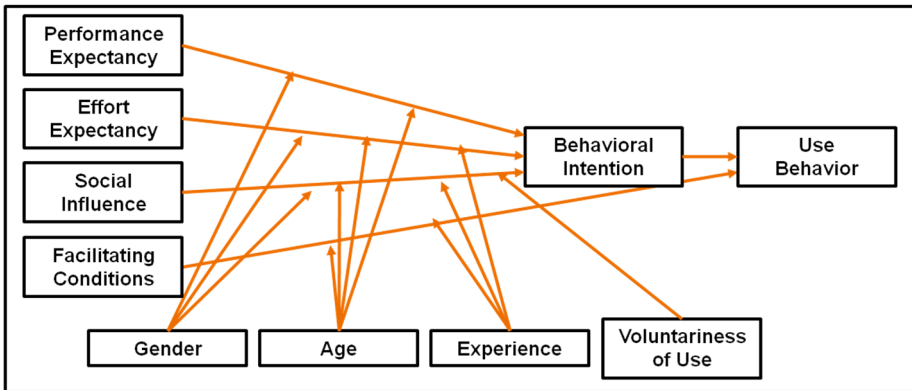 Performance
Expectancy
Effort
Expectancy
Social
Influence
Facilitating
Conditions
Behavioral
Intention
Use
Behavior
Gender
Age
Experience
Voluntariness
of Use